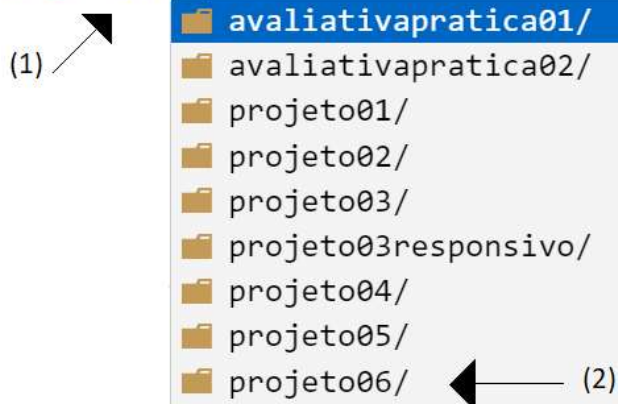 avaliativapratica01/
(1)
avaliativapratica02/
projeto01/
projeto02/
projeto03/
projeto03responsivo/
projeto04/
projeto05/
projeto06/ (2)